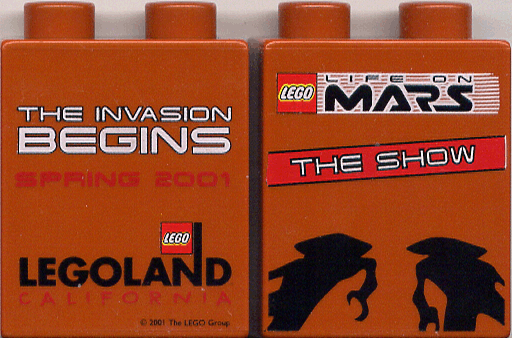 THE INVASION
BEGINS
SPRING 2001
LEGO
LEGOLAND
CALIFORNIA
© 2001 The LEGO Group
LEGO LIFE ON
MARS
THE SHOW